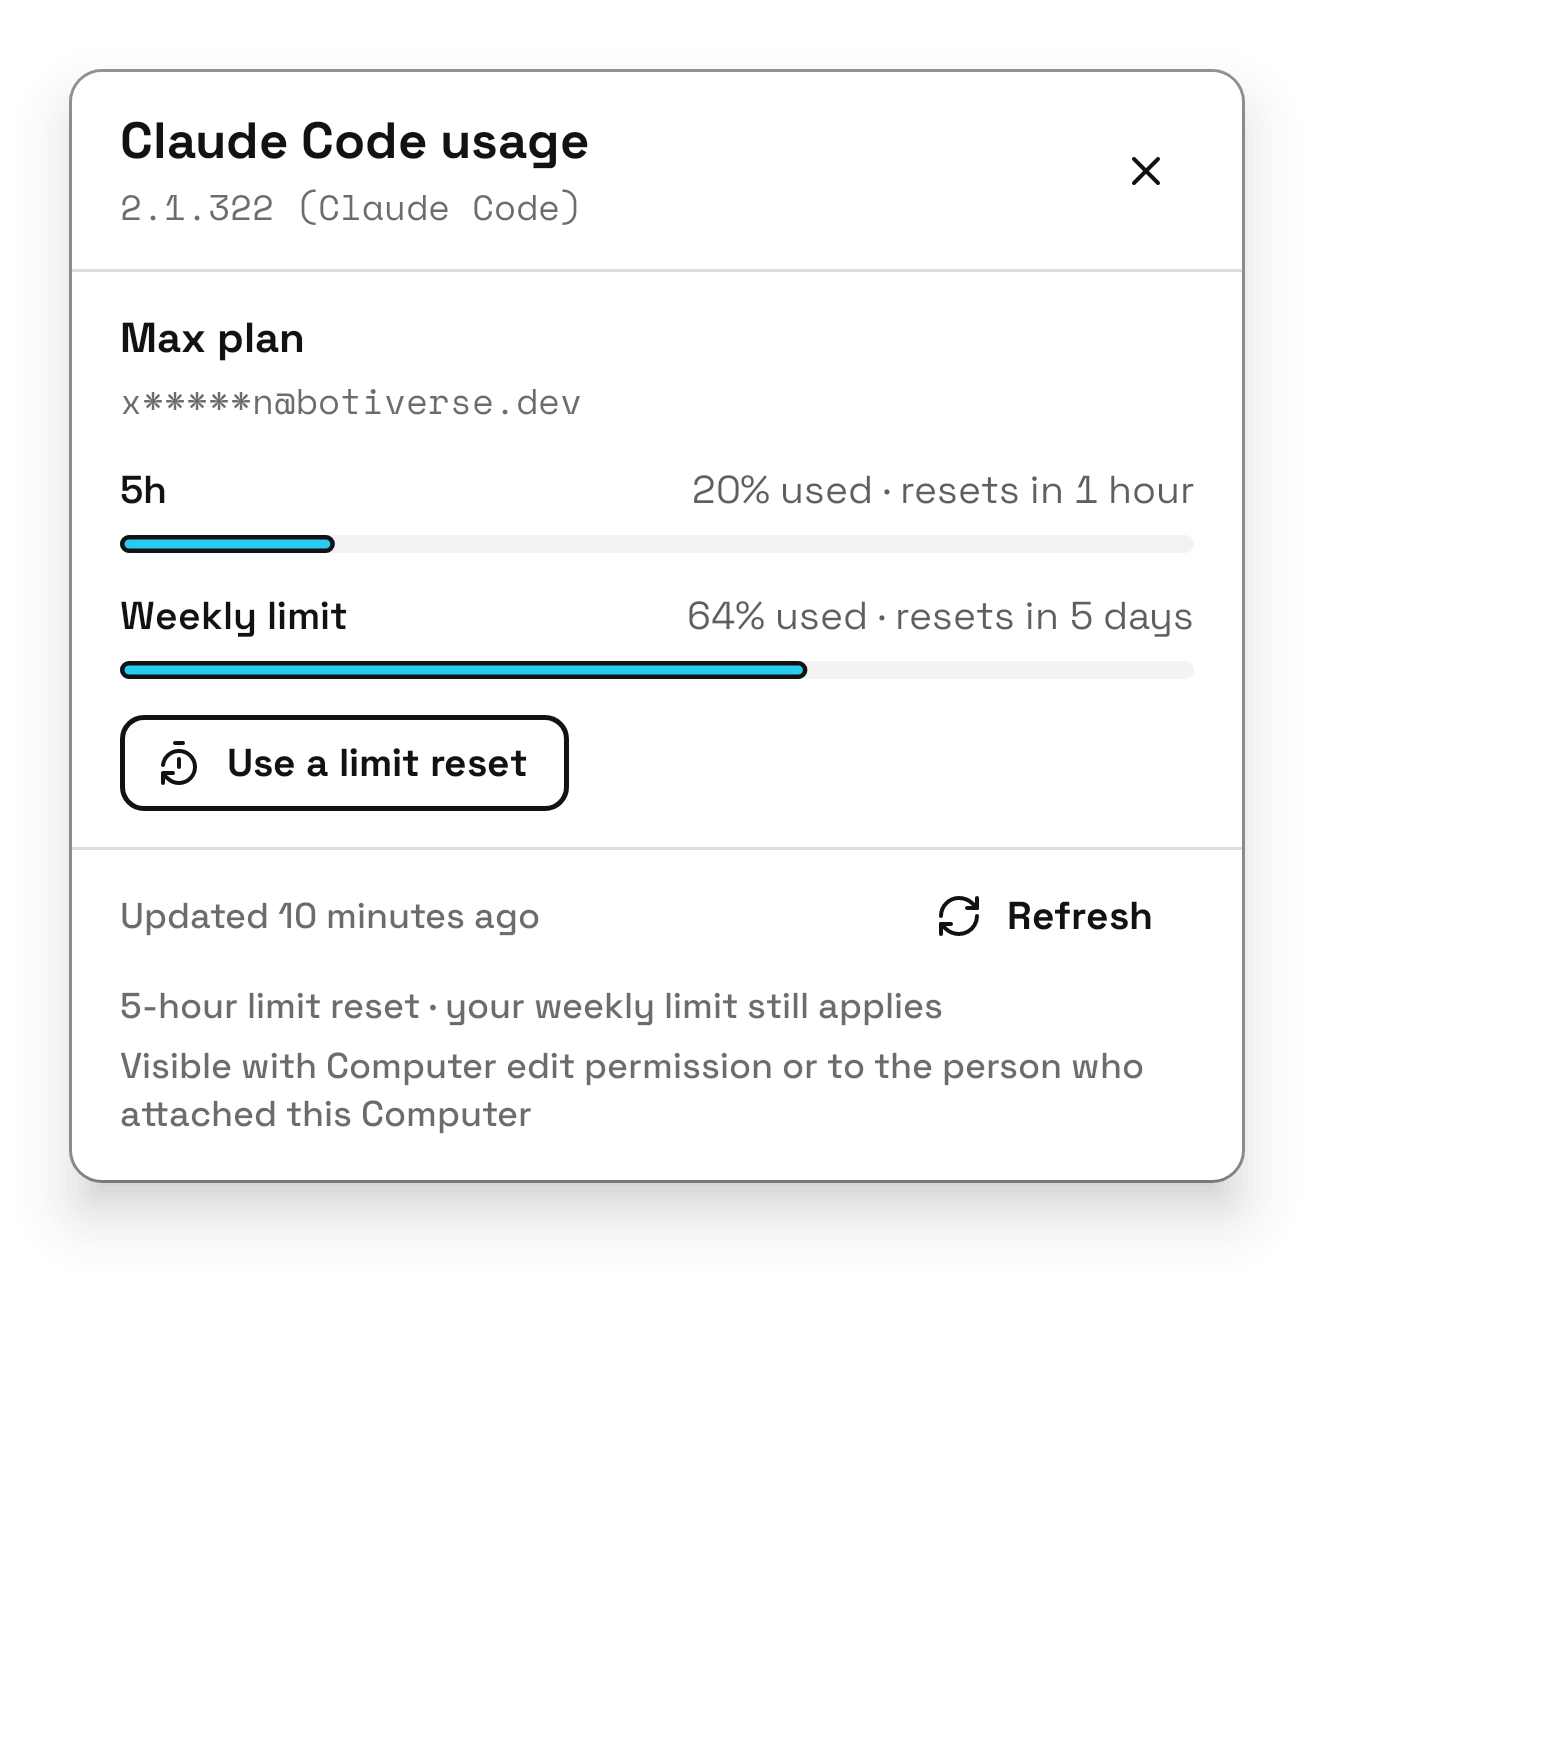 Claude Code usage
2.1.322 (Claude Code)
Max plan
x*****n@botiverse.dev
5h
20% used · resets in 1 hour
Weekly limit
64% used · resets in 5 days
Use a limit reset
Updated 10 minutes ago
Refresh
5-hour limit reset · your weekly limit still applies
Visible with Computer edit permission or to the person who
attached this Computer